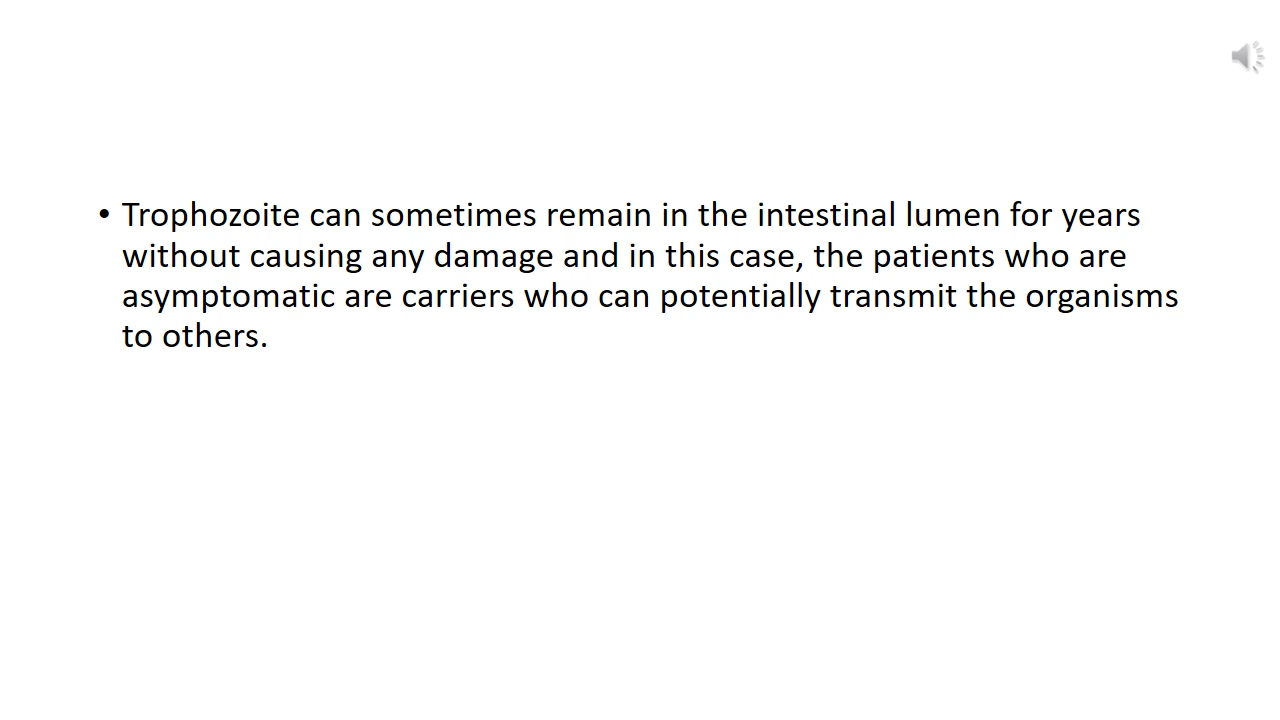 • Trophozoite can sometimes remain in the intestinal lumen for years
without causing any damage and in this case, the patients who are
asymptomatic are carriers who can potentially transmit the organisms
to others.